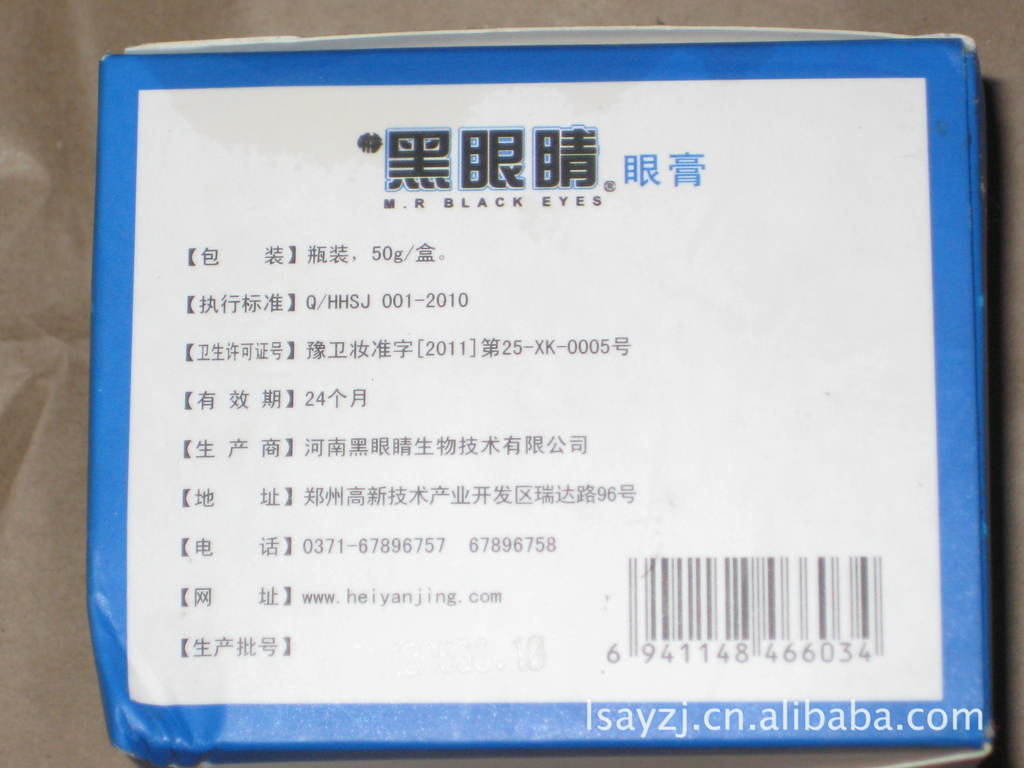 黑眼睛® 眼膏
M.R BLACK EYES
【包 装】瓶装，50g/盒。
【执行标准】Q/HHSJ 001-2010
【卫生许可证号】豫卫妆准字[2011]第25-XK-0005号
【有 效 期】24个月
【生 产 商】河南黑眼睛生物技术有限公司
【地 址】郑州高新技术产业开发区瑞达路96号
【电 话】0371-67896757 67896758
【网 址】www.heiyanjing.com
【生产批号】
6 941148 466034
lsayzj.cn.alibaba.com